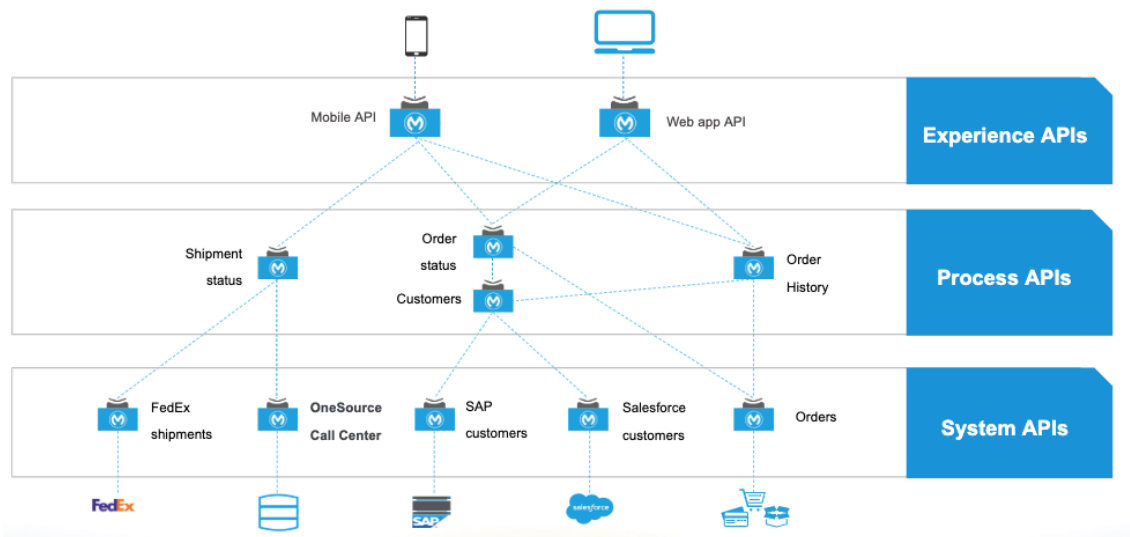 Mobile API
Web app API
Experience APIs
Shipment
status
Order
status
Customers
Order
History
Process APIs
FedEx
shipments
OneSource
Call Center
SAP
customers
Salesforce
customers
Orders
System APIs
FedEx
SAP
salesforce